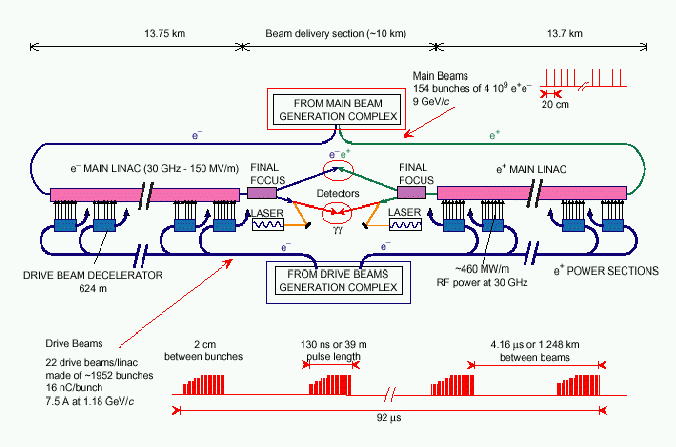 13.75 km
Beam delivery section (~10 km)
13.7 km
Main Beams
154 bunches of 4 10⁹ e⁺e⁻
9 GeV/c
20 cm
FROM MAIN BEAM
GENERATION COMPLEX
e⁻
e⁺
e⁻ e⁺
e⁻ MAIN LINAC (30 GHz - 150 MV/m)
FINAL
FOCUS
Detectors
FINAL
FOCUS
e⁺ MAIN LINAC
LASER
γγ
LASER
e⁻
e⁻
DRIVE BEAM DECELERATOR
624 m
FROM DRIVE BEAMS
GENERATION COMPLEX
~460 MW/m
RF power at 30 GHz
e⁺ POWER SECTIONS
Drive Beams
22 drive beams/linac
made of ~1952 bunches
16 nC/bunch
7.5 A at 1.18 GeV/c
2 cm
between bunches
130 ns or 39 m
pulse length
4.16 μs or 1.248 km
between beams
92 μs